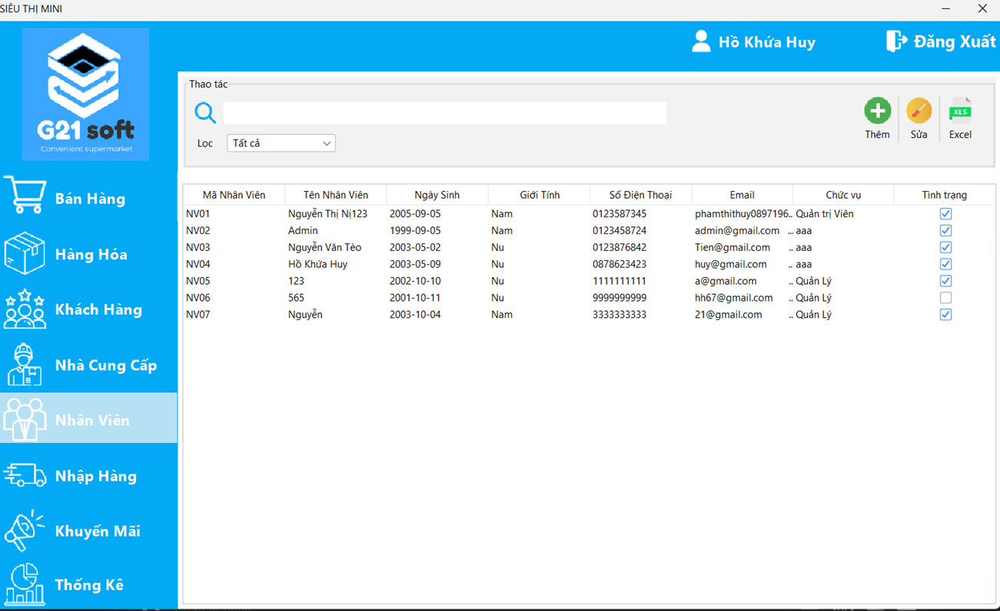 SIÊU THỊ MINI
Hồ Khứa Huy
Đăng Xuất
G21 soft
Convenient supermarket
Bán Hàng
Hàng Hóa
Khách Hàng
Nhà Cung Cấp
Nhân Viên
Nhập Hàng
Khuyến Mãi
Thống Kê
Thao tác
Lọc Tất cả
XLS
Thêm Sửa Excel
Mã Nhân Viên Tên Nhân Viên Ngày Sinh Giới Tính Số Điện Thoại Email Chức vụ Tình trạng
NV01 Nguyễn Thị Nị123 2005-09-05 Nam 0123587345 phamthithuy0897196... Quản trị Viên
NV02 Admin 1999-09-05 Nam 0123458724 admin@gmail.com ... aaa
NV03 Nguyễn Văn Tèo 2003-05-02 Nu 0123876842 Tien@gmail.com .. aaa
NV04 Hồ Khứa Huy 2003-05-09 Nu 0878623423 huy@gmail.com .. aaa
NV05 123 2002-10-10 Nu 1111111111 a@gmail.com .. Quản Lý
NV06 565 2001-10-11 Nu 9999999999 hh67@gmail.com .. Quản Lý
NV07 Nguyễn 2003-10-04 Nam 3333333333 21@gmail.com .. Quản Lý